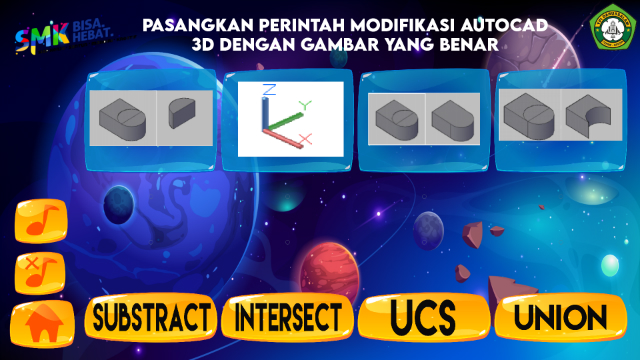 SMK BISA.
HEBAT.
PASANGKAN PERINTAH MODIFIKASI AUTOCAD
3D DENGAN GAMBAR YANG BENAR
Z
Y
X
SUBSTRACT
INTERSECT
UCS
UNION